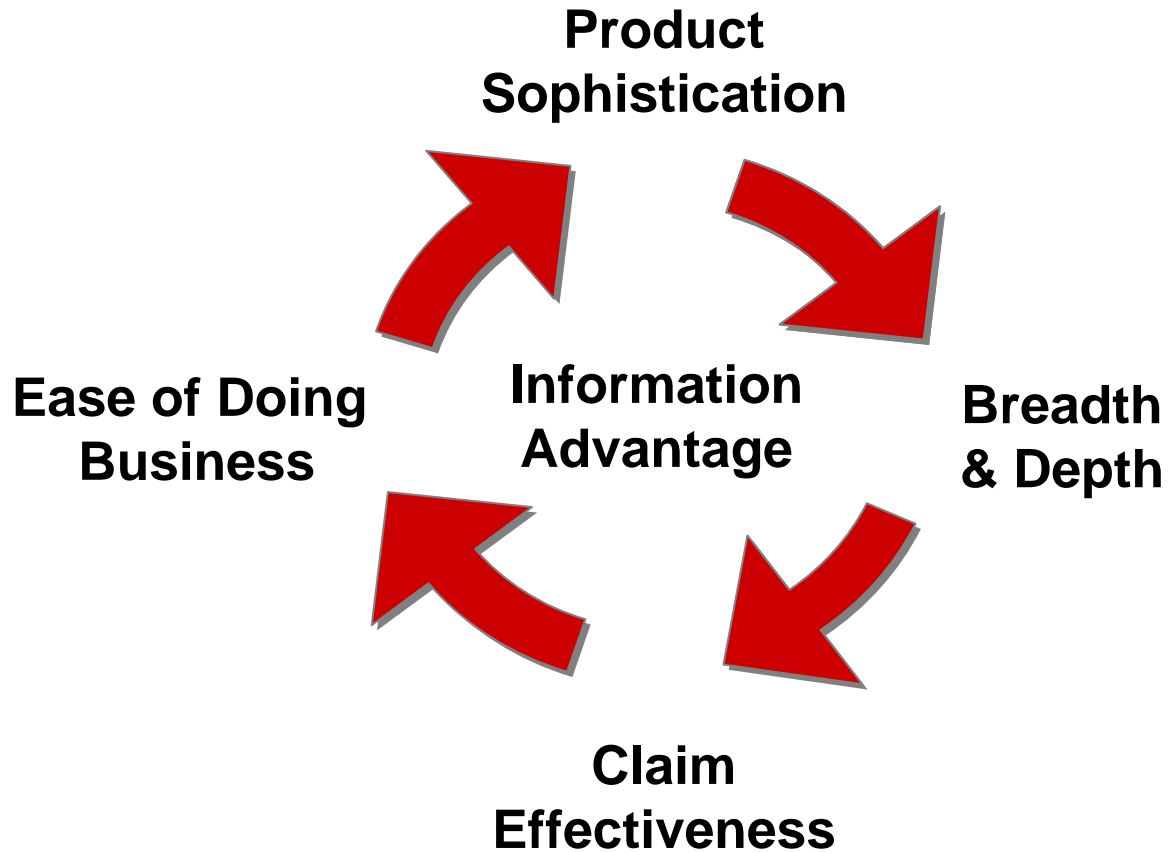 Product
Sophistication
Ease of Doing
Business
Information
Advantage
Breadth
& Depth
Claim
Effectiveness